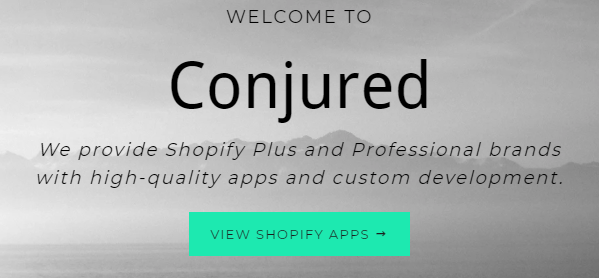 WELCOME TO
Conjured
We provide Shopify Plus and Professional brands
with high-quality apps and custom development.
VIEW SHOPIFY APPS →